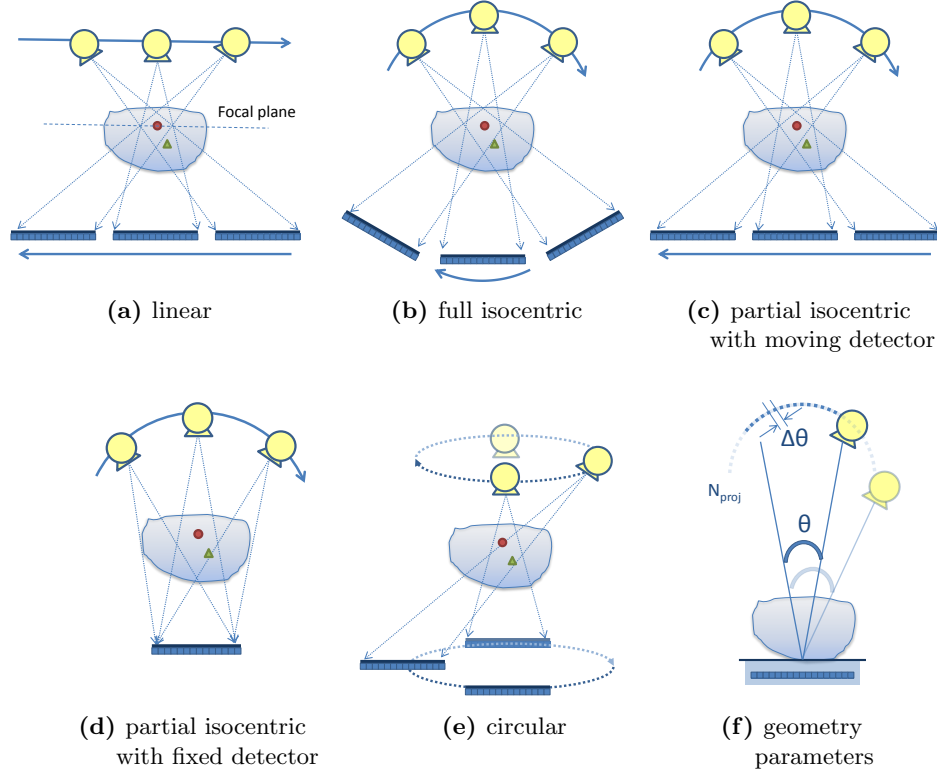 Focal plane
(a) linear
(b) full isocentric
(c) partial isocentric
with moving detector
Δθ
N_proj
θ
(d) partial isocentric
with fixed detector
(e) circular
(f) geometry
parameters